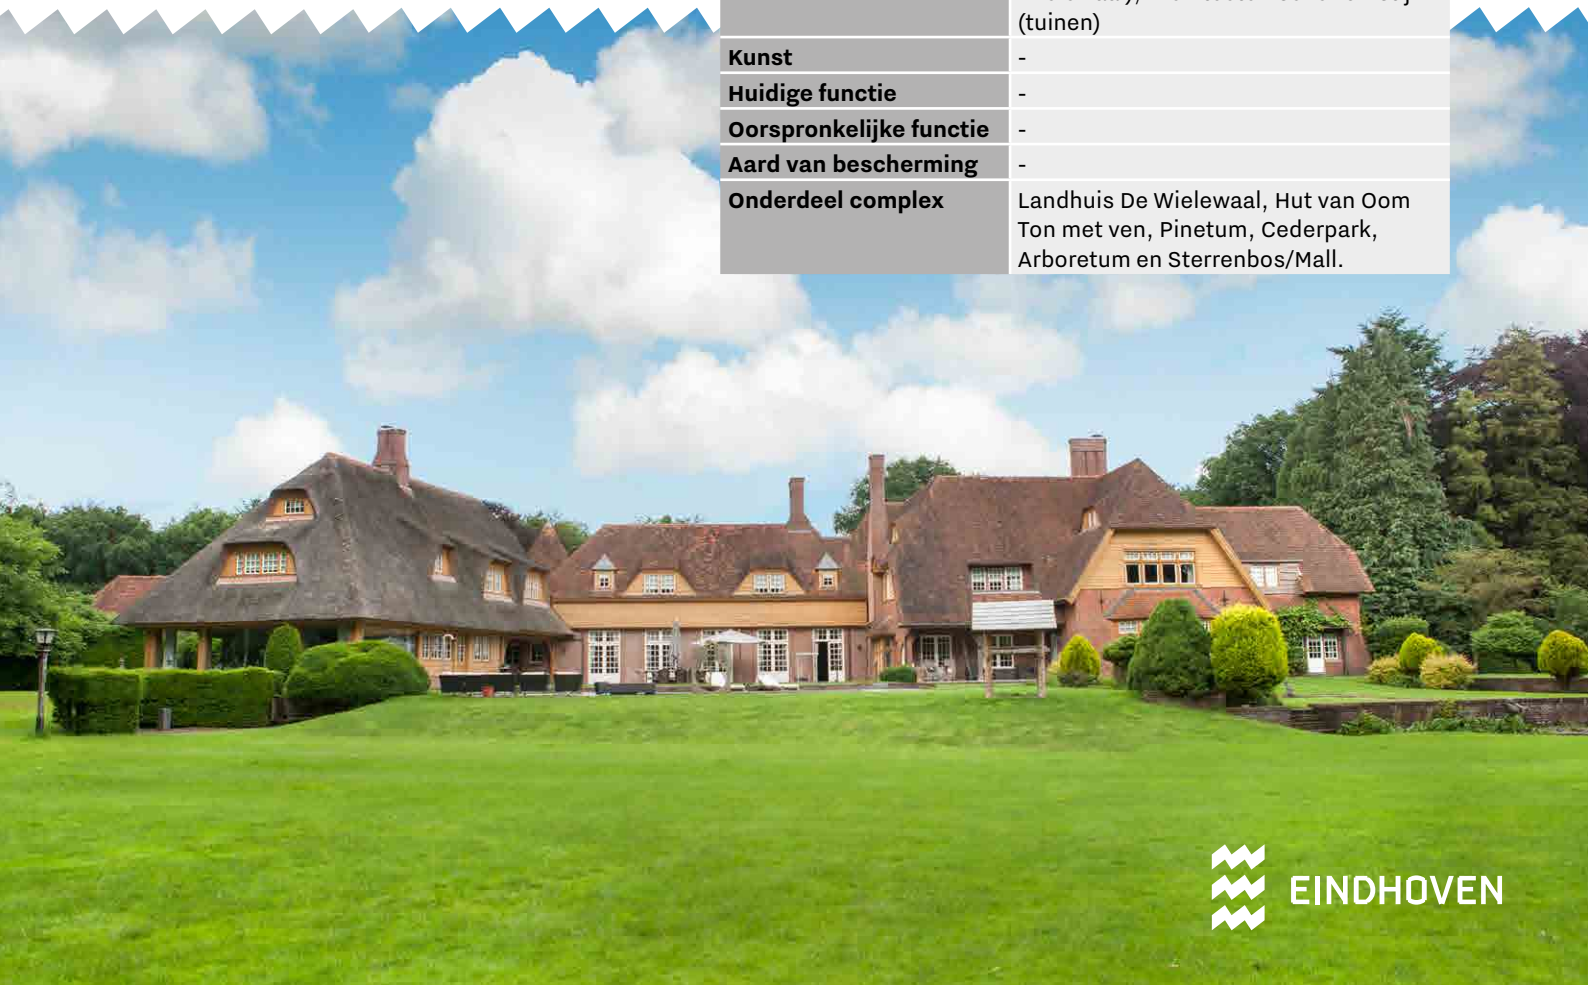 (tuinen)
Kunst -
Huidige functie -
Oorspronkelijke functie -
Aard van bescherming -
Onderdeel complex Landhuis De Wielewaal, Hut van Oom
Ton met ven, Pinetum, Cederpark,
Arboretum en Sterrenbos/Mall.
EINDHOVEN